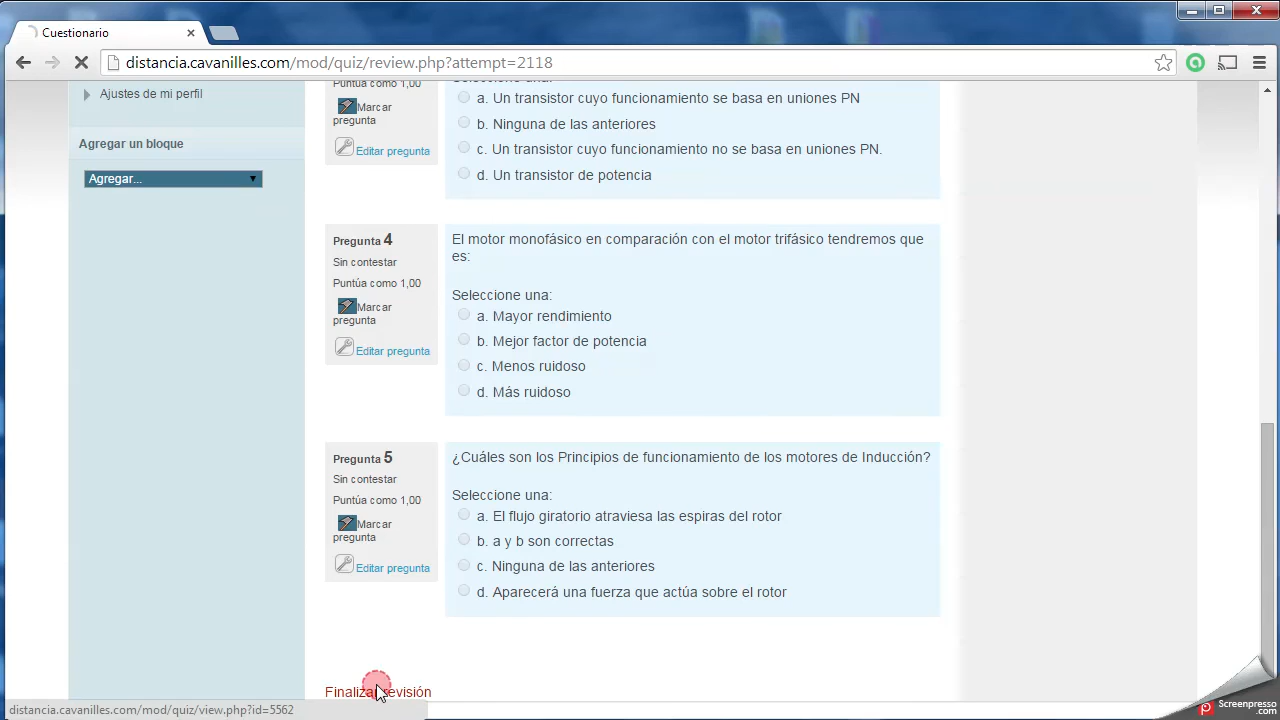 Cuestionario
distancia.cavanilles.com/mod/quiz/review.php?attempt=2118
Ajustes de mi perfil
Agregar un bloque
Agregar...
Puntúa como 1,00
Marcar
pregunta
Editar pregunta
a. Un transistor cuyo funcionamiento se basa en uniones PN
b. Ninguna de las anteriores
c. Un transistor cuyo funcionamiento no se basa en uniones PN.
d. Un transistor de potencia
Pregunta 4
Sin contestar
Puntúa como 1,00
Marcar
pregunta
Editar pregunta
El motor monofásico en comparación con el motor trifásico tendremos que
es:
Seleccione una:
a. Mayor rendimiento
b. Mejor factor de potencia
c. Menos ruidoso
d. Más ruidoso
Pregunta 5
Sin contestar
Puntúa como 1,00
Marcar
pregunta
Editar pregunta
¿Cuáles son los Principios de funcionamiento de los motores de Inducción?
Seleccione una:
a. El flujo giratorio atraviesa las espiras del rotor
b. a y b son correctas
c. Ninguna de las anteriores
d. Aparecerá una fuerza que actúa sobre el rotor
Finalizar revisión
distancia.cavanilles.com/mod/quiz/view.php?id=5562
Screenpresso
.com